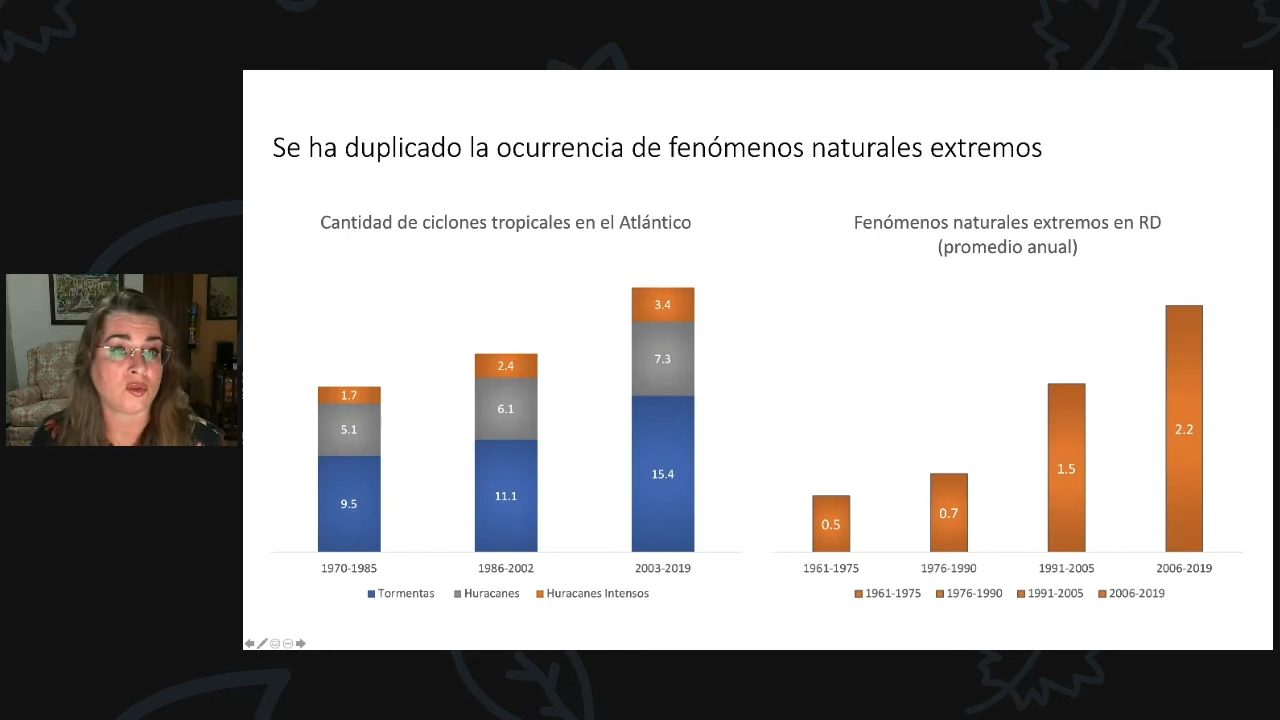 Se ha duplicado la ocurrencia de fenómenos naturales extremos
Cantidad de ciclones tropicales en el Atlántico
3.4
2.4
7.3
1.7
6.1
5.1
15.4
11.1
9.5
1970-1985 1986-2002 2003-2019
Tormentas Huracanes Huracanes Intensos
Fenómenos naturales extremos en RD
(promedio anual)
2.2
1.5
0.7
0.5
1961-1975 1976-1990 1991-2005 2006-2019
1961-1975 1976-1990 1991-2005 2006-2019